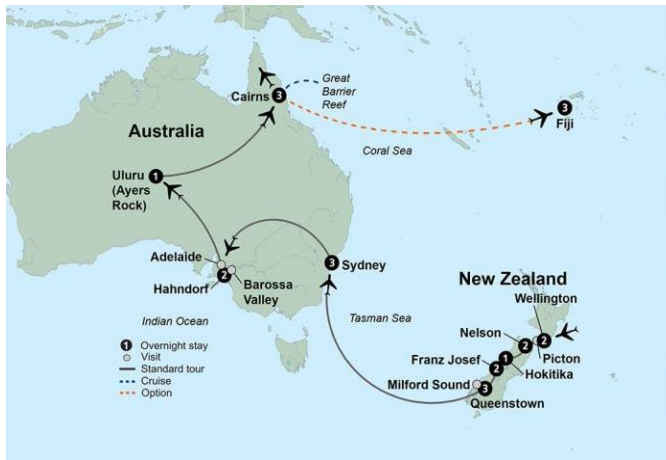 Great
Barrier
Reef
Cairns
3
3
Fiji
Australia
Coral Sea
Uluru
(Ayers
Rock)
1
Adelaide
3
Sydney
Hahndorf
2
Barossa
Valley
New Zealand
Wellington
Indian Ocean
Tasman Sea
Nelson
2
2
Picton
Franz Josef
2
1
Hokitika
Milford Sound
3
Queenstown
1 Overnight stay
Visit
Standard tour
Cruise
Option